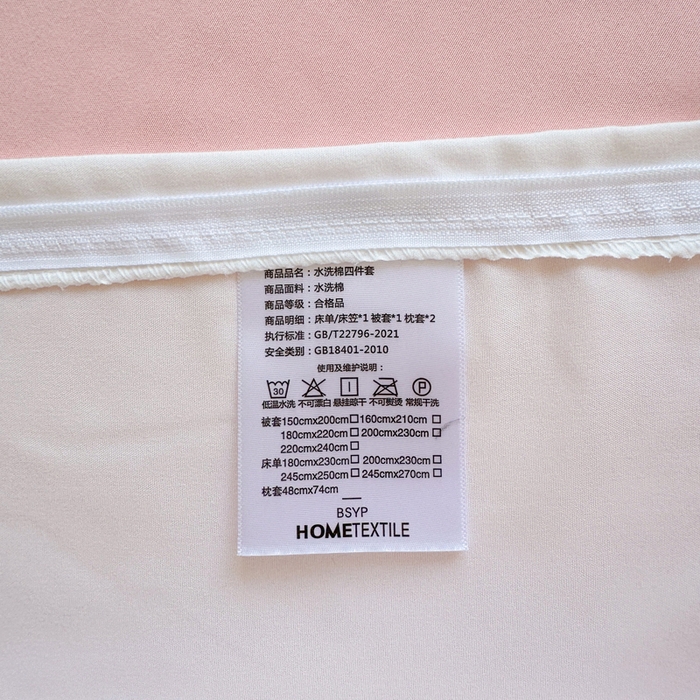 商品品名：水洗棉四件套
商品面料：水洗棉
商品等级：合格品
商品明细：床单/床笠*1 被套*1 枕套*2
执行标准：GB/T22796-2021
安全类别：GB18401-2010
使用及维护说明：
30 P
低温水洗 不可漂白 悬挂晾干 不可熨烫 常规干洗
被套150cmx200cm□160cmx210cm □
180cmx220cm□ 200cmx230cm □
220cmx240cm □
床单180cmx230cm□ 200cmx230cm□
245cmx250cm□ 245cmx270cm□
枕套48cmx74cm
BSYP
HOMETEXTILE